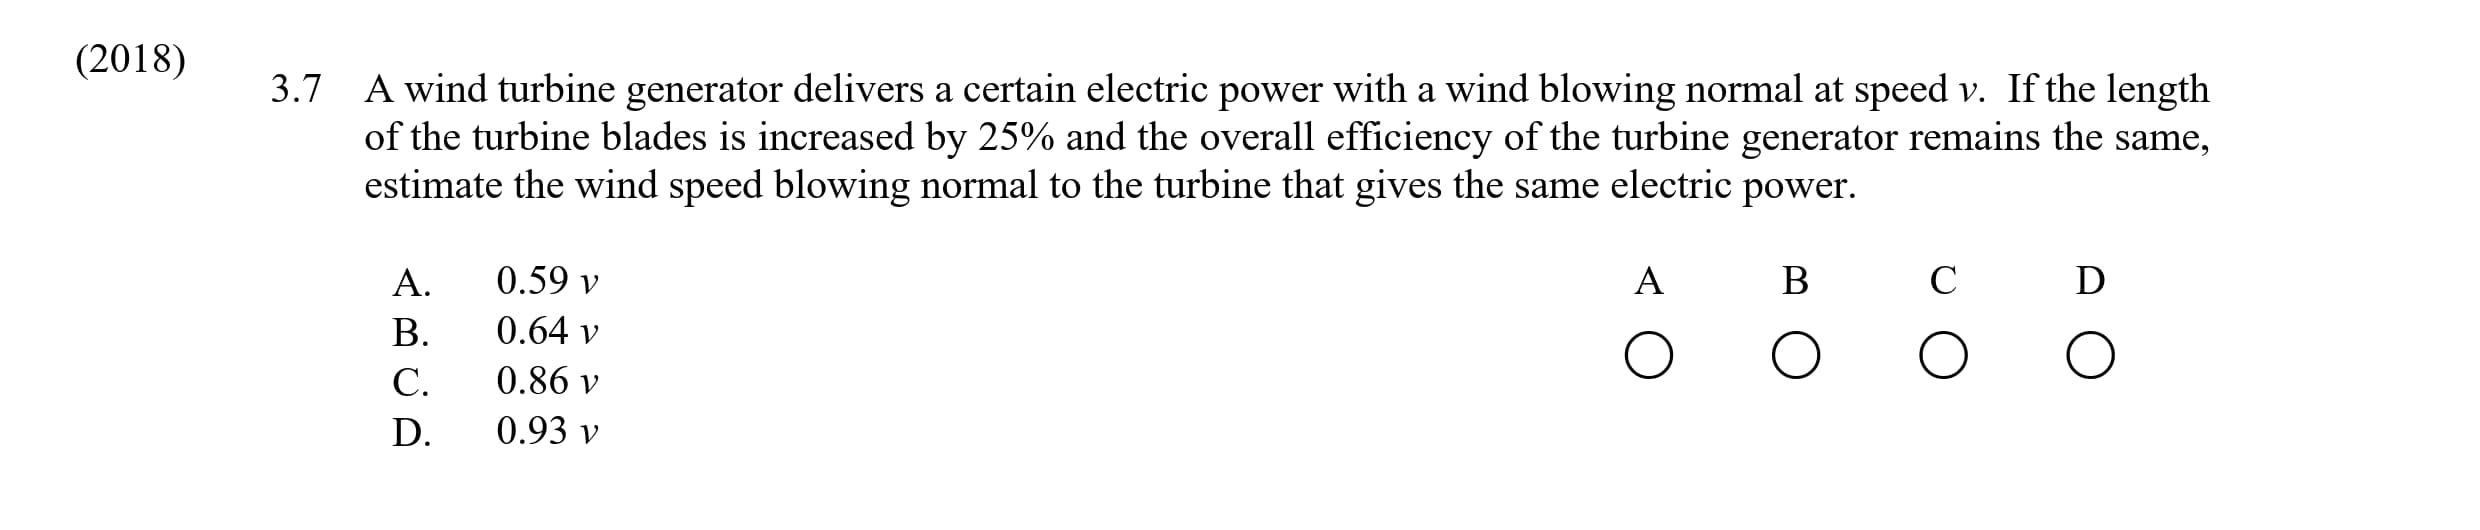 (2018)
3.7 A wind turbine generator delivers a certain electric power with a wind blowing normal at speed v. If the length
of the turbine blades is increased by 25% and the overall efficiency of the turbine generator remains the same,
estimate the wind speed blowing normal to the turbine that gives the same electric power.
A. 0.59 v
B. 0.64 v
C. 0.86 v
D. 0.93 v
A B C D